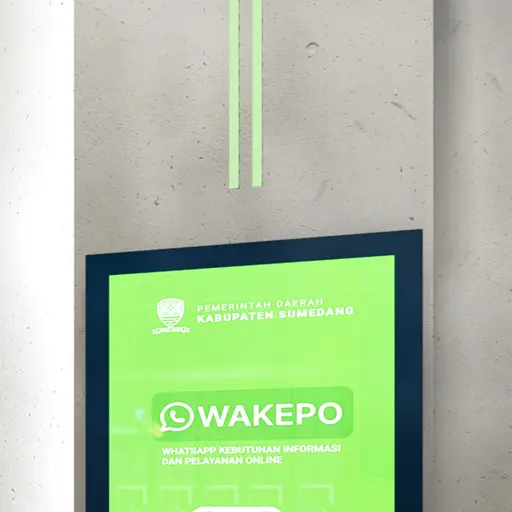 PEMERINTAH DAERAH
KABUPATEN SUMEDANG
WAKEPO
WHATSAPP KEBUTUHAN INFORMASI
DAN PELAYANAN ONLINE